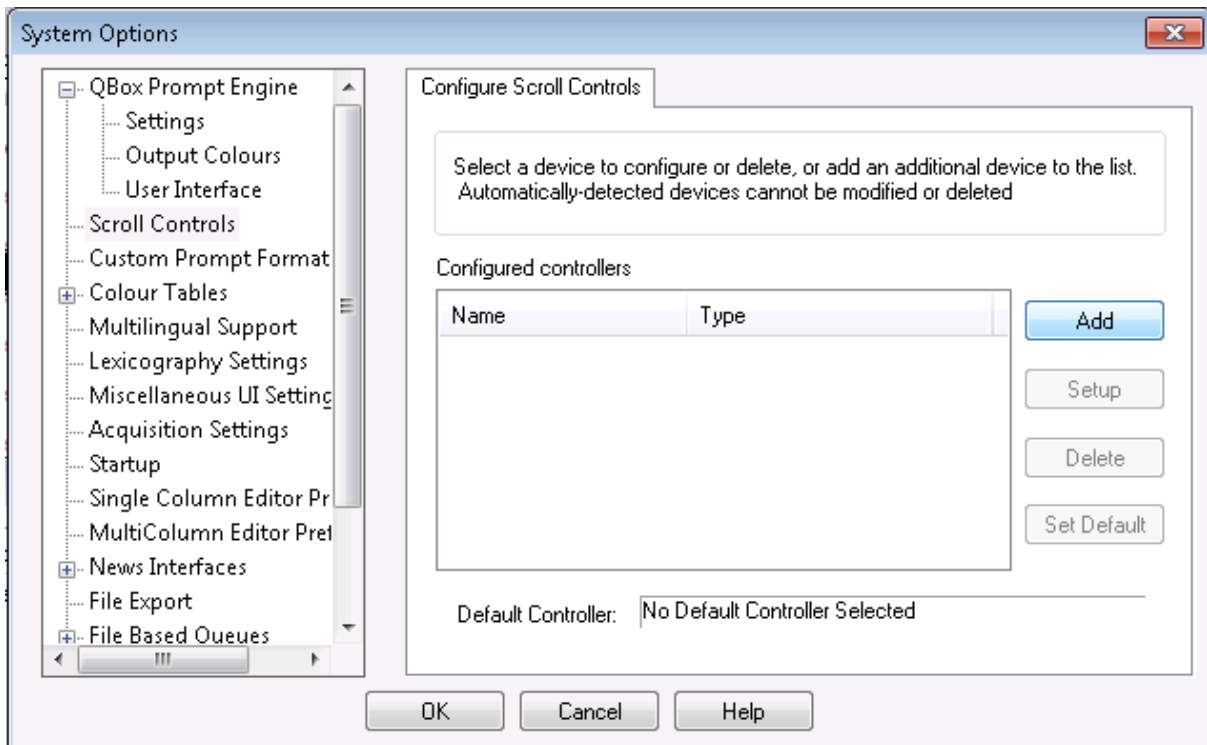 System Options
QBox Prompt Engine
Settings
Output Colours
User Interface
Scroll Controls
Custom Prompt Format
Colour Tables
Multilingual Support
Lexicography Settings
Miscellaneous UI Setting
Acquisition Settings
Startup
Single Column Editor Pr
MultiColumn Editor Pref
News Interfaces
File Export
File Based Queues
Configure Scroll Controls
Select a device to configure or delete, or add an additional device to the list.
Automatically-detected devices cannot be modified or deleted
Configured controllers
Name Type
Add
Setup
Delete
Set Default
Default Controller: No Default Controller Selected
OK Cancel Help